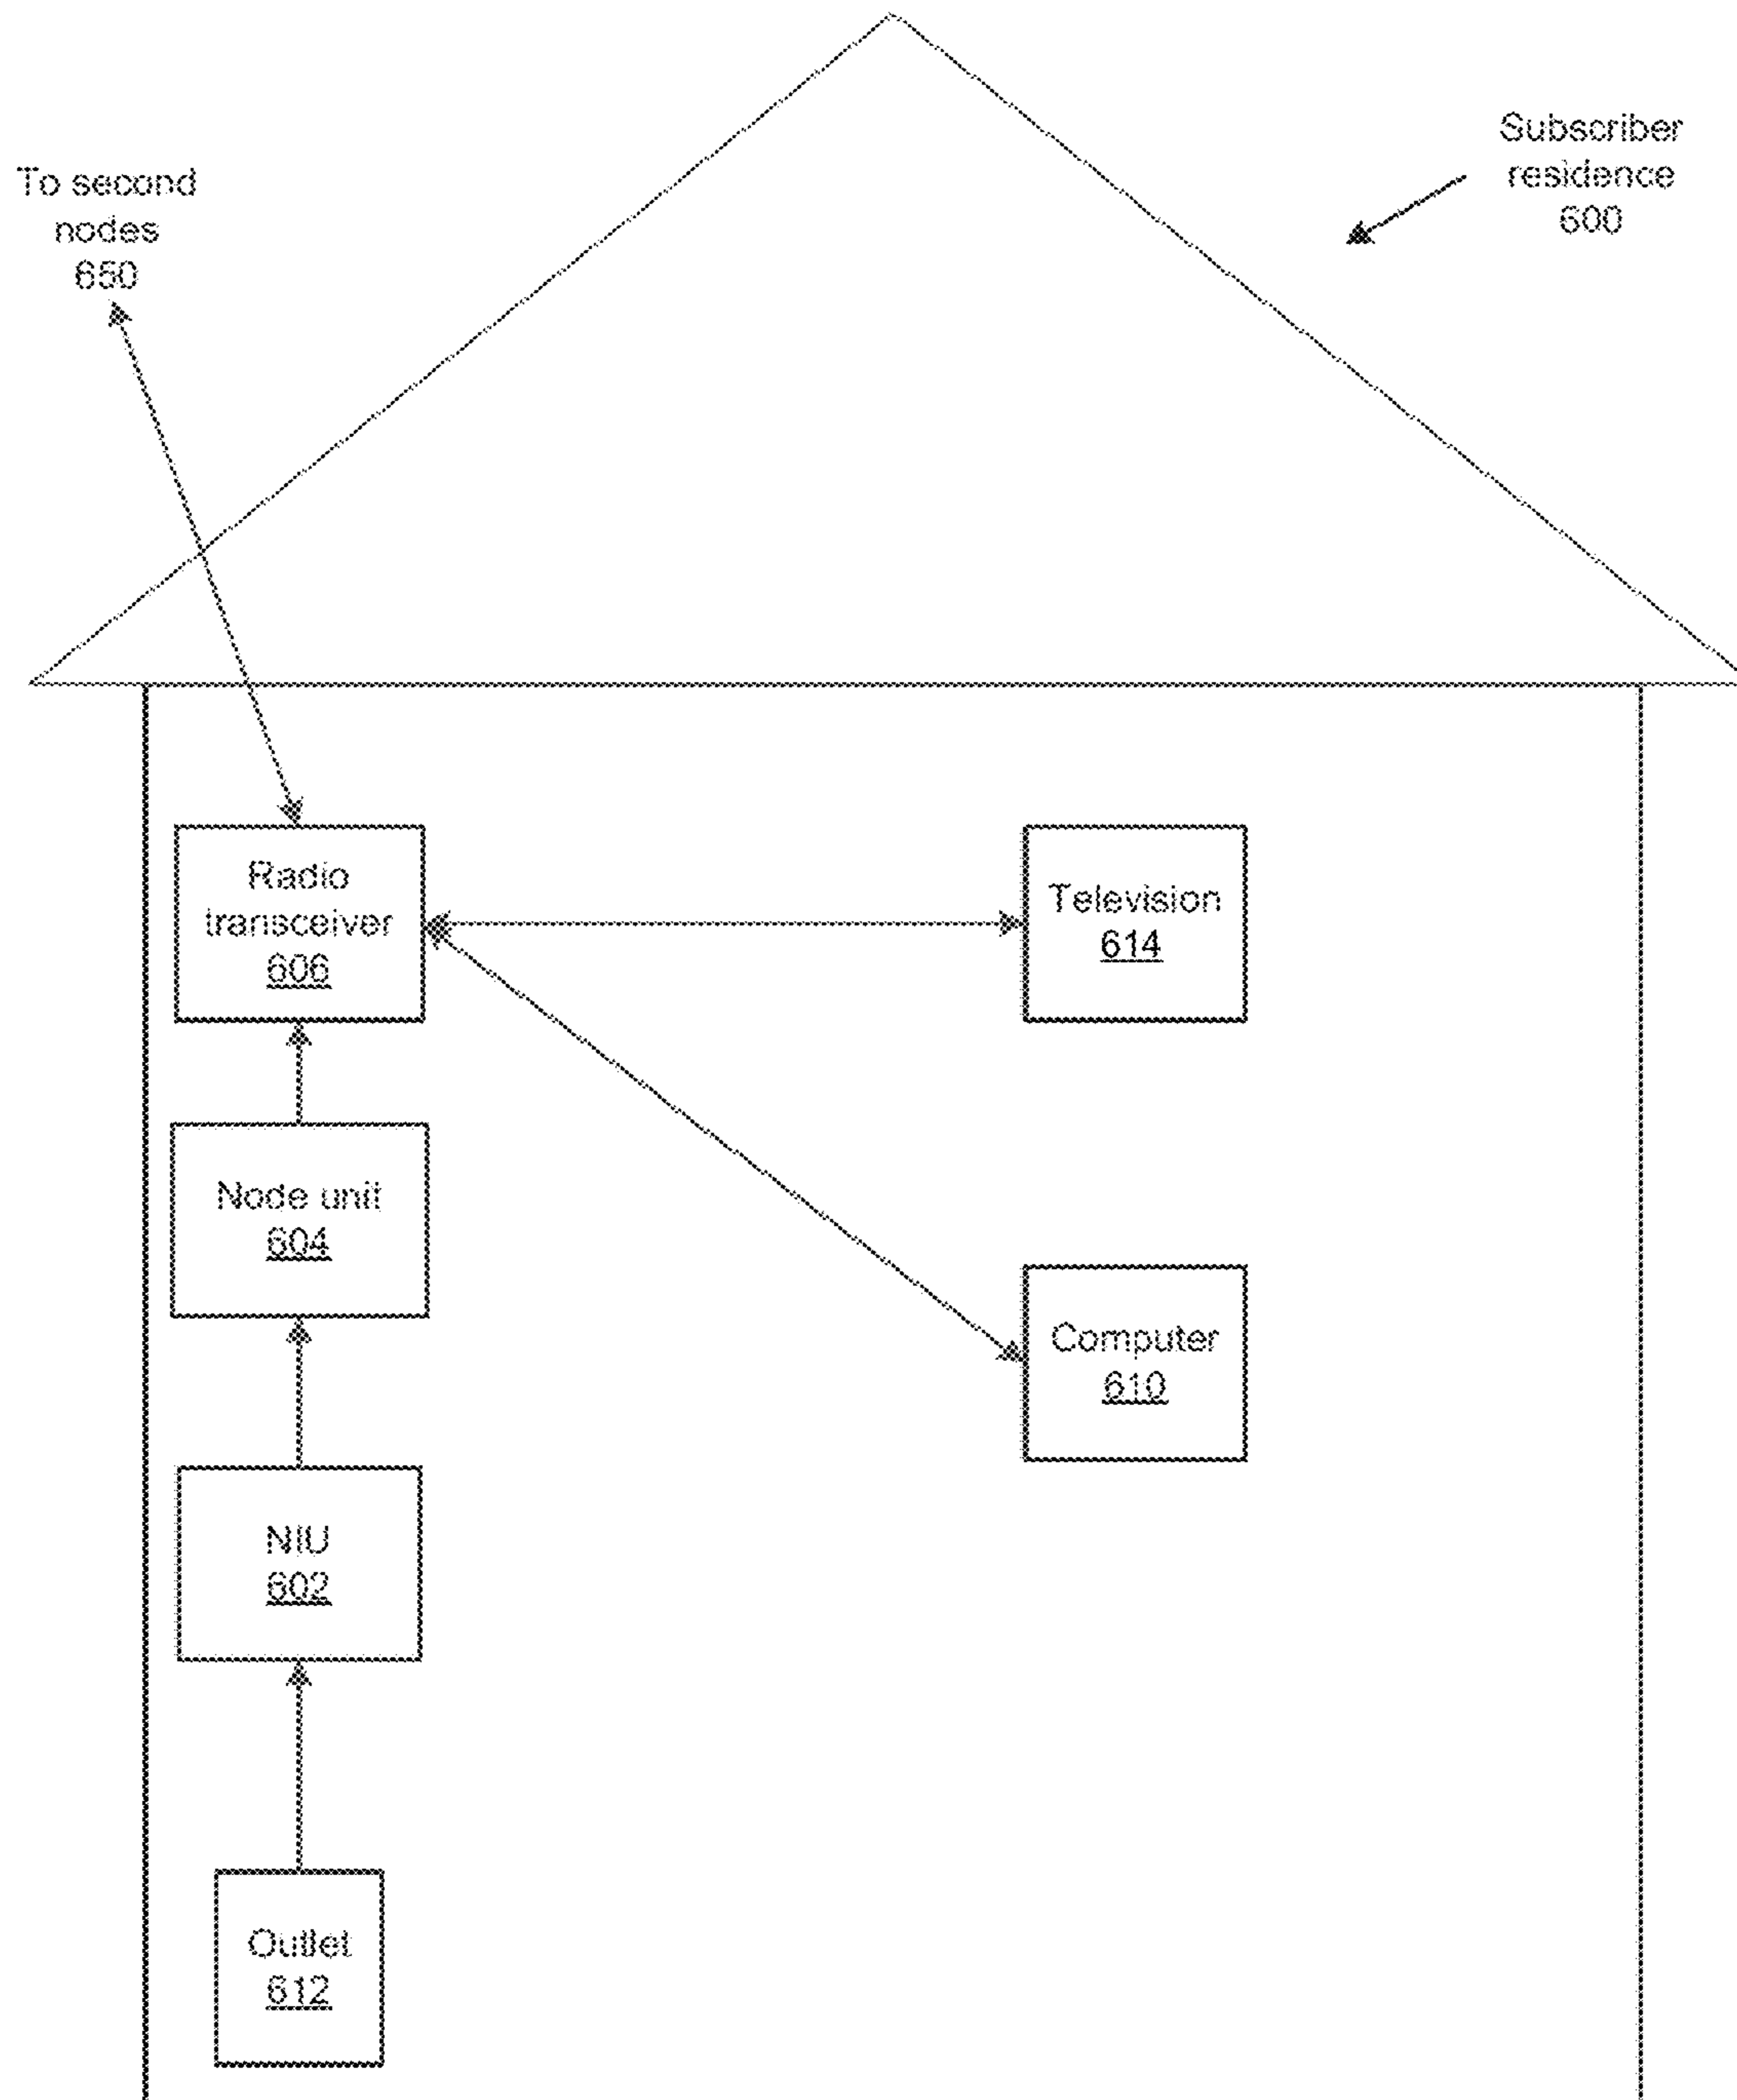 Subscriber
residence
600
To second
nodes
650
Radio
transceiver
606
Television
614
Node unit
604
Computer
610
NIU
602
Outlet
612